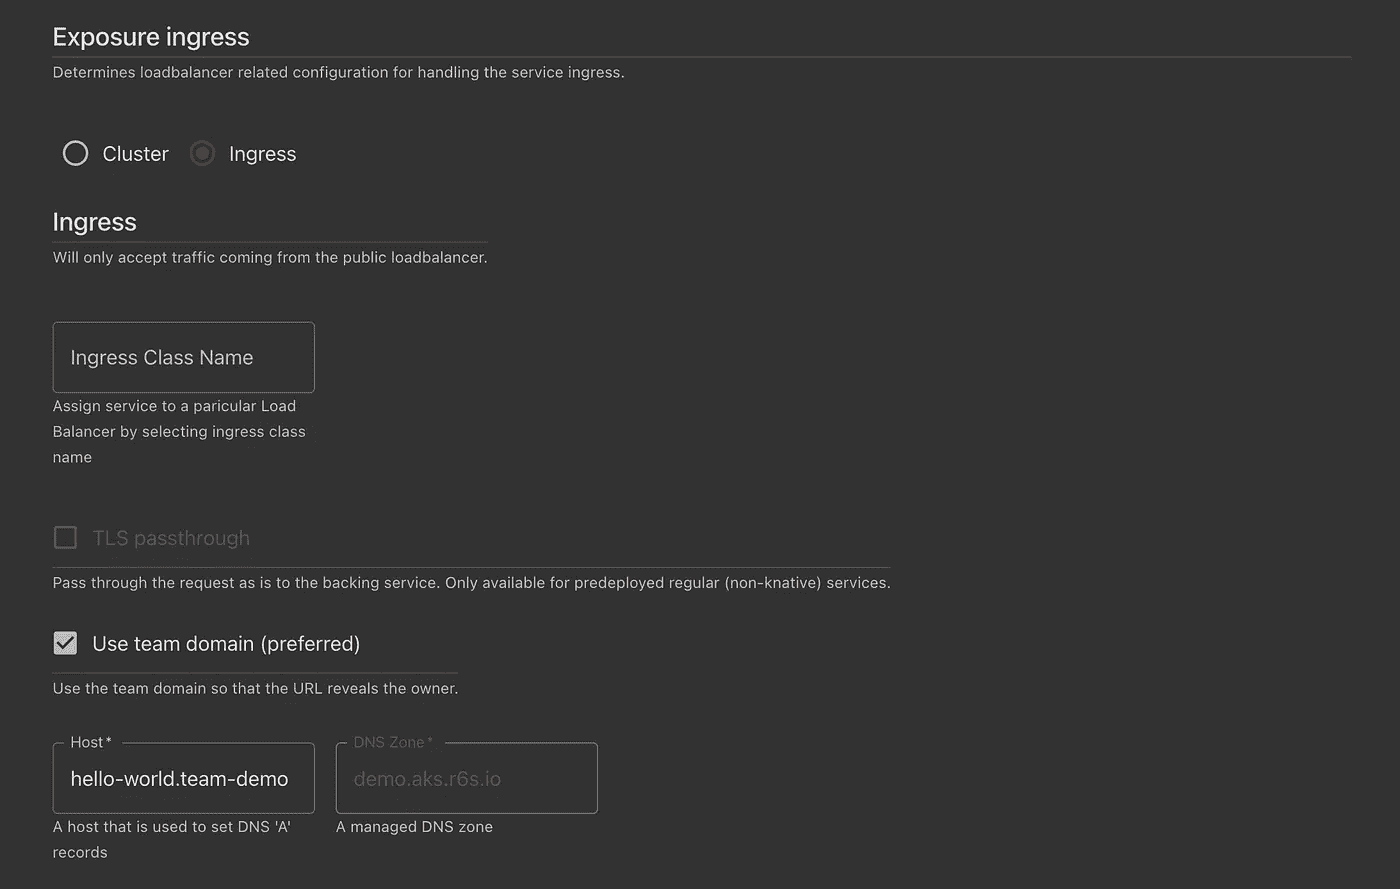 Exposure ingress
Determines loadbalancer related configuration for handling the service ingress.
Cluster Ingress
Ingress
Will only accept traffic coming from the public loadbalancer.
Ingress Class Name
Assign service to a paricular Load
Balancer by selecting ingress class
name
TLS passthrough
Pass through the request as is to the backing service. Only available for predeployed regular (non-knative) services.
Use team domain (preferred)
Use the team domain so that the URL reveals the owner.
Host* DNS Zone*
hello-world.team-demo demo.aks.r6s.io
A host that is used to set DNS 'A' A managed DNS zone
records